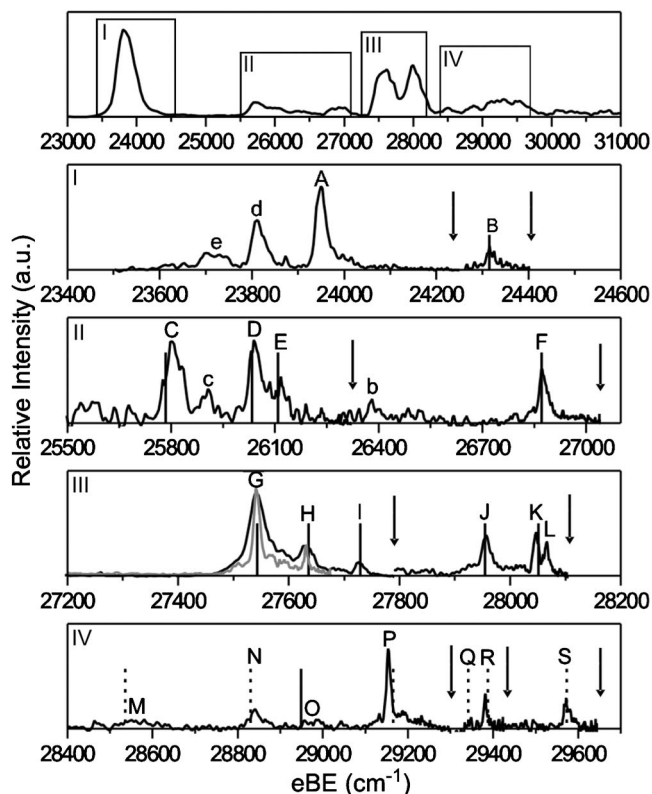 I
II
III
IV
23000 24000 25000 26000 27000 28000 29000 30000 31000
I
e
d
A
B
23400 23600 23800 24000 24200 24400 24600
II
C
c
D
E
b
F
25500 25800 26100 26400 26700 27000
III
G
H
I
J
K
L
27200 27400 27600 27800 28000 28200
IV
M
N
O
P
Q
R
S
28400 28600 28800 29000 29200 29400 29600
eBE (cm⁻¹)
Relative Intensity (a.u.)